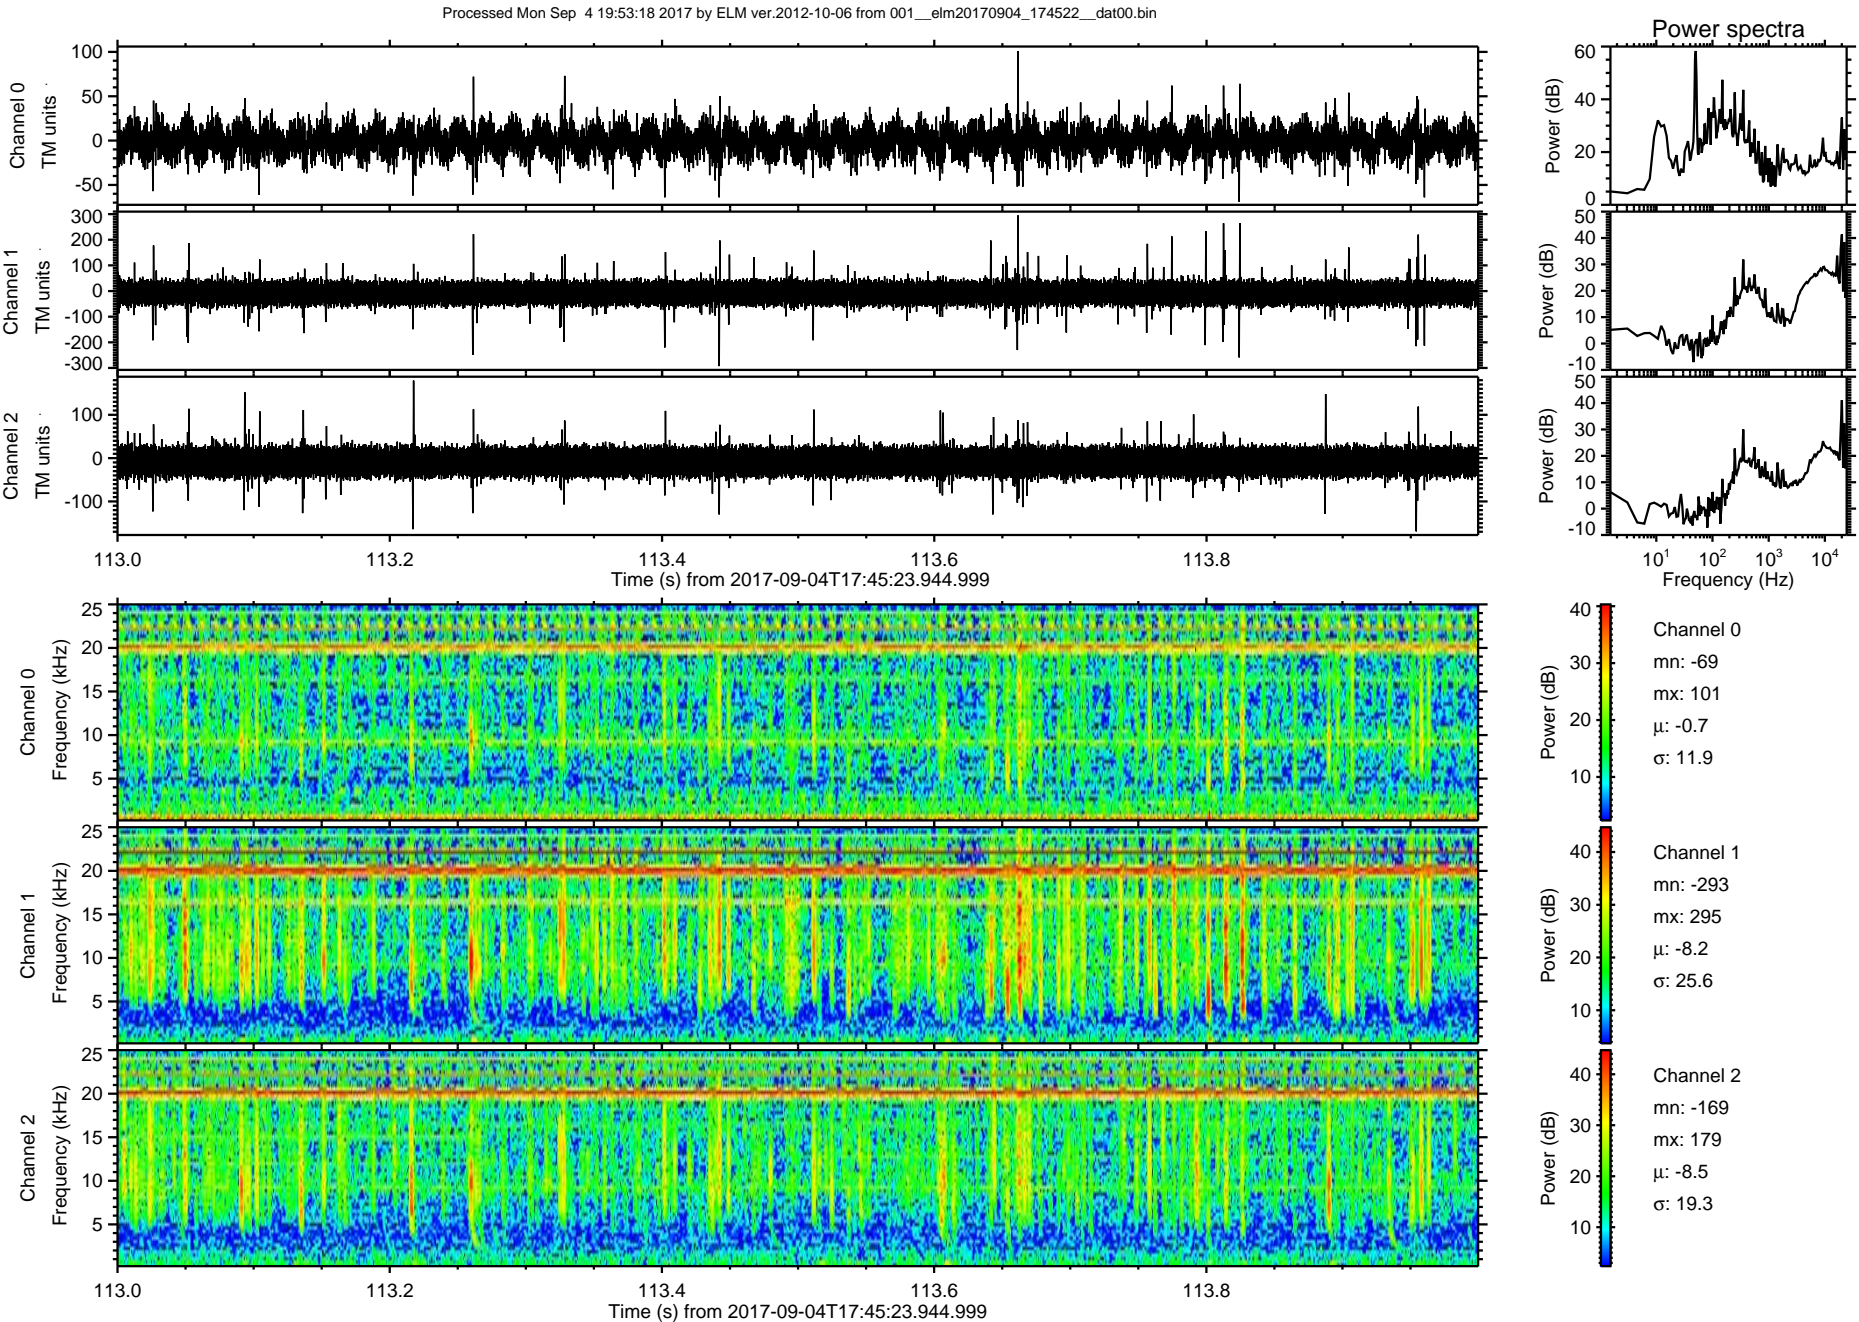 Processed Mon Sep 4 19:53:18 2017 by ELM ver.2012-10-06 from 001__elm20170904_174522__dat00.bin
Power spectra
Channel 0
TM units
100
50
0
-50
Power (dB)
60
40
20
0
Channel 1
TM units
300
200
100
0
-100
-200
-300
Power (dB)
50
40
30
20
10
0
-10
Channel 2
TM units
100
0
-100
Power (dB)
50
40
30
20
10
0
-10
113.0 113.2 113.4 113.6 113.8
Time (s) from 2017-09-04T17:45:23.944.999
10¹ 10² 10³ 10⁴
Frequency (Hz)
Channel 0
Frequency (kHz)
25
20
15
10
5
Power (dB)
40
30
20
10
Channel 0
mn: -69
mx: 101
μ: -0.7
σ: 11.9
Channel 1
Frequency (kHz)
25
20
15
10
5
Power (dB)
40
30
20
10
Channel 1
mn: -293
mx: 295
μ: -8.2
σ: 25.6
Channel 2
Frequency (kHz)
25
20
15
10
5
Power (dB)
40
30
20
10
Channel 2
mn: -169
mx: 179
μ: -8.5
σ: 19.3
113.0 113.2 113.4 113.6 113.8
Time (s) from 2017-09-04T17:45:23.944.999